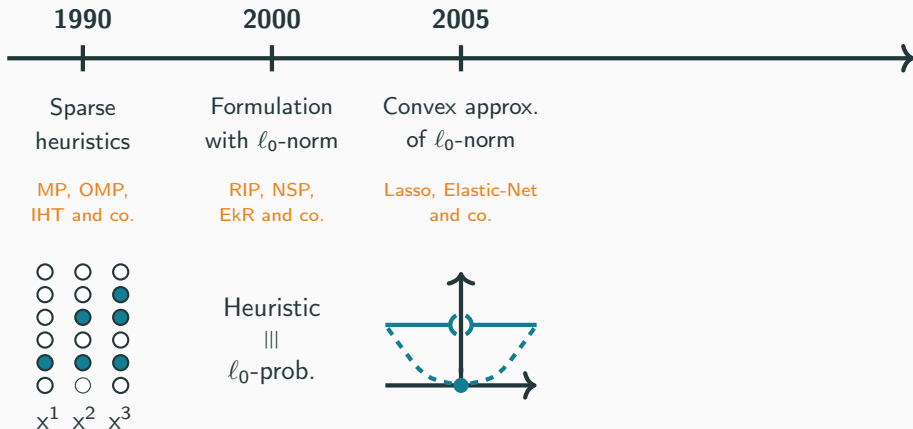 1990 2000 2005
Sparse
heuristics
Formulation
with ℓ₀-norm
Convex approx.
of ℓ₀-norm
MP, OMP,
IHT and co.
RIP, NSP,
EkR and co.
Lasso, Elastic-Net
and co.
Heuristic
|||
ℓ₀-prob.
x¹ x² x³